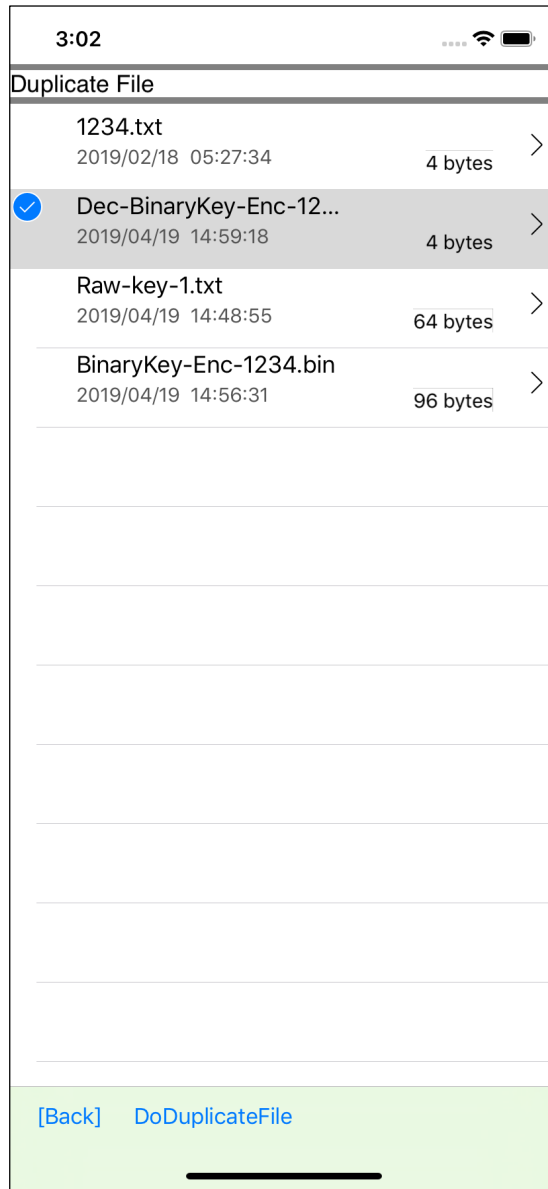 3:02
Duplicate File
1234.txt
2019/02/18 05:27:34
4 bytes
Dec-BinaryKey-Enc-12...
2019/04/19 14:59:18
4 bytes
Raw-key-1.txt
2019/04/19 14:48:55
64 bytes
BinaryKey-Enc-1234.bin
2019/04/19 14:56:31
96 bytes
[Back] DoDuplicateFile